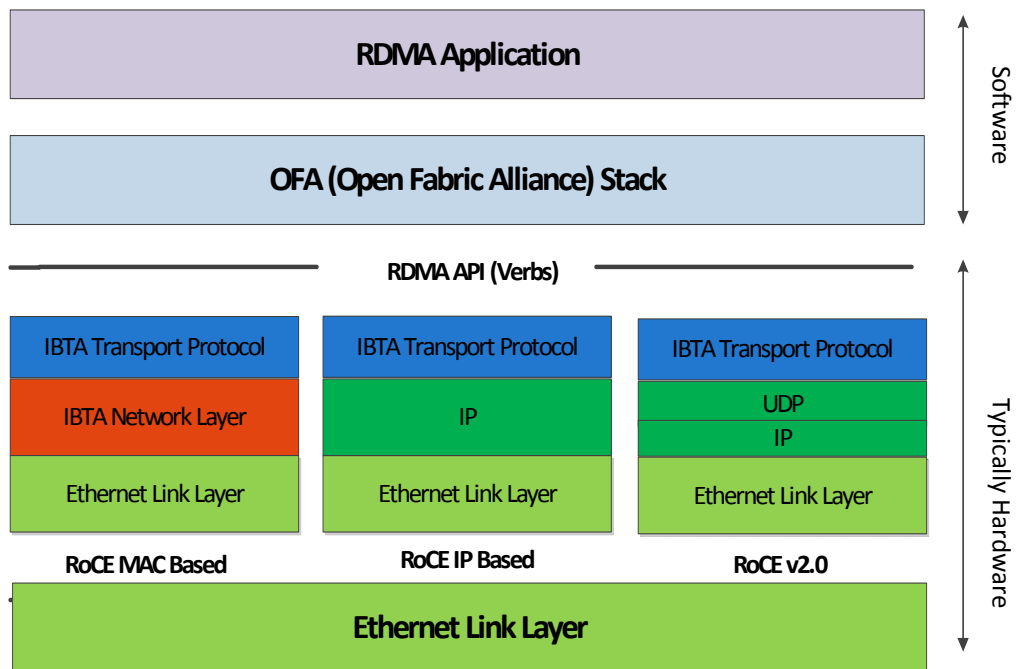 RDMA Application
OFA (Open Fabric Alliance) Stack
Software
RDMA API (Verbs)
IBTA Transport Protocol
IBTA Network Layer
Ethernet Link Layer
RoCE MAC Based
IBTA Transport Protocol
IP
Ethernet Link Layer
RoCE IP Based
IBTA Transport Protocol
UDP
IP
Ethernet Link Layer
RoCE v2.0
Typically Hardware
Ethernet Link Layer